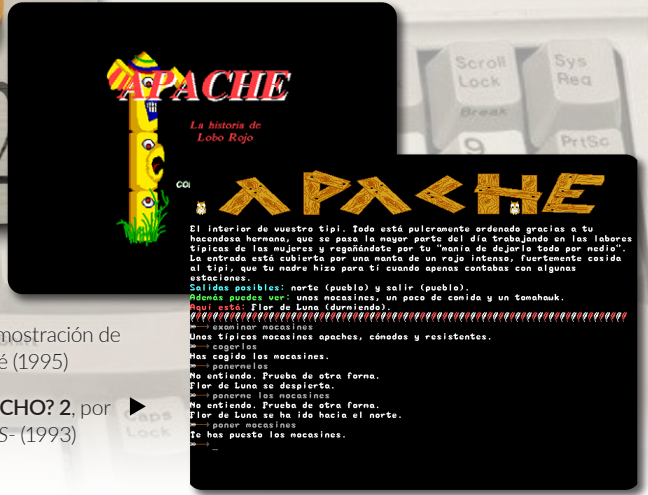 Scroll
Lock
Break
Sys
Req
9
PrtSc
APACHE
La historia de
Lobo Rojo
APACHE
El interior de vuestro tipi. Todo está pulcramente ordenado gracias a tu
hacendosa hermana, que se pasa la mayor parte del día trabajando en las labores
típicas de las mujeres y regañándote por tu "manía de dejarlo todo por medio".
La entrada está cubierta por una manta de un rojo intenso, fuertemente cosida
al tipi, que tu madre hizo para ti cuando apenas contabas con algunas
estaciones.
Salidas posibles: norte (pueblo) y salir (pueblo).
Además puedes ver: unos mocasines, un poco de comida y un tomahawk.
Aquí está: Flor de Luna (durmiendo).
examinar mocasines
Unos típicos mocasines apaches, cómodos y resistentes.
cogerlos
Has cogido los mocasines.
ponermelos
No entiendo. Prueba de otra forma.
Flor de Luna se despierta.
ponerme los mocasines
No entiendo. Prueba de otra forma.
Flor de Luna se ha ido hacia el norte.
poner mocasines
Te has puesto los mocasines.
mostración de
é (1995)
CHO? 2, por
S- (1993)
Caps
Lock